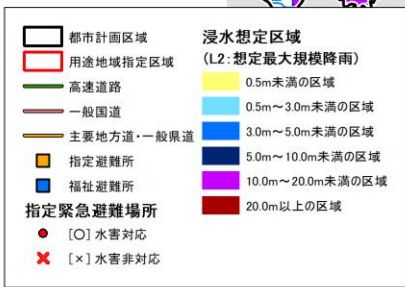 都市計画区域
用途地域指定区域
高速道路
一般国道
主要地方道・一般県道
指定避難所
福祉避難所
指定緊急避難場所
[○]水害対応
[×]水害非対応
浸水想定区域
(L2:想定最大規模降雨)
0.5m未満の区域
0.5m～3.0m未満の区域
3.0m～5.0m未満の区域
5.0m～10.0m未満の区域
10.0m～20.0m未満の区域
20.0m以上の区域